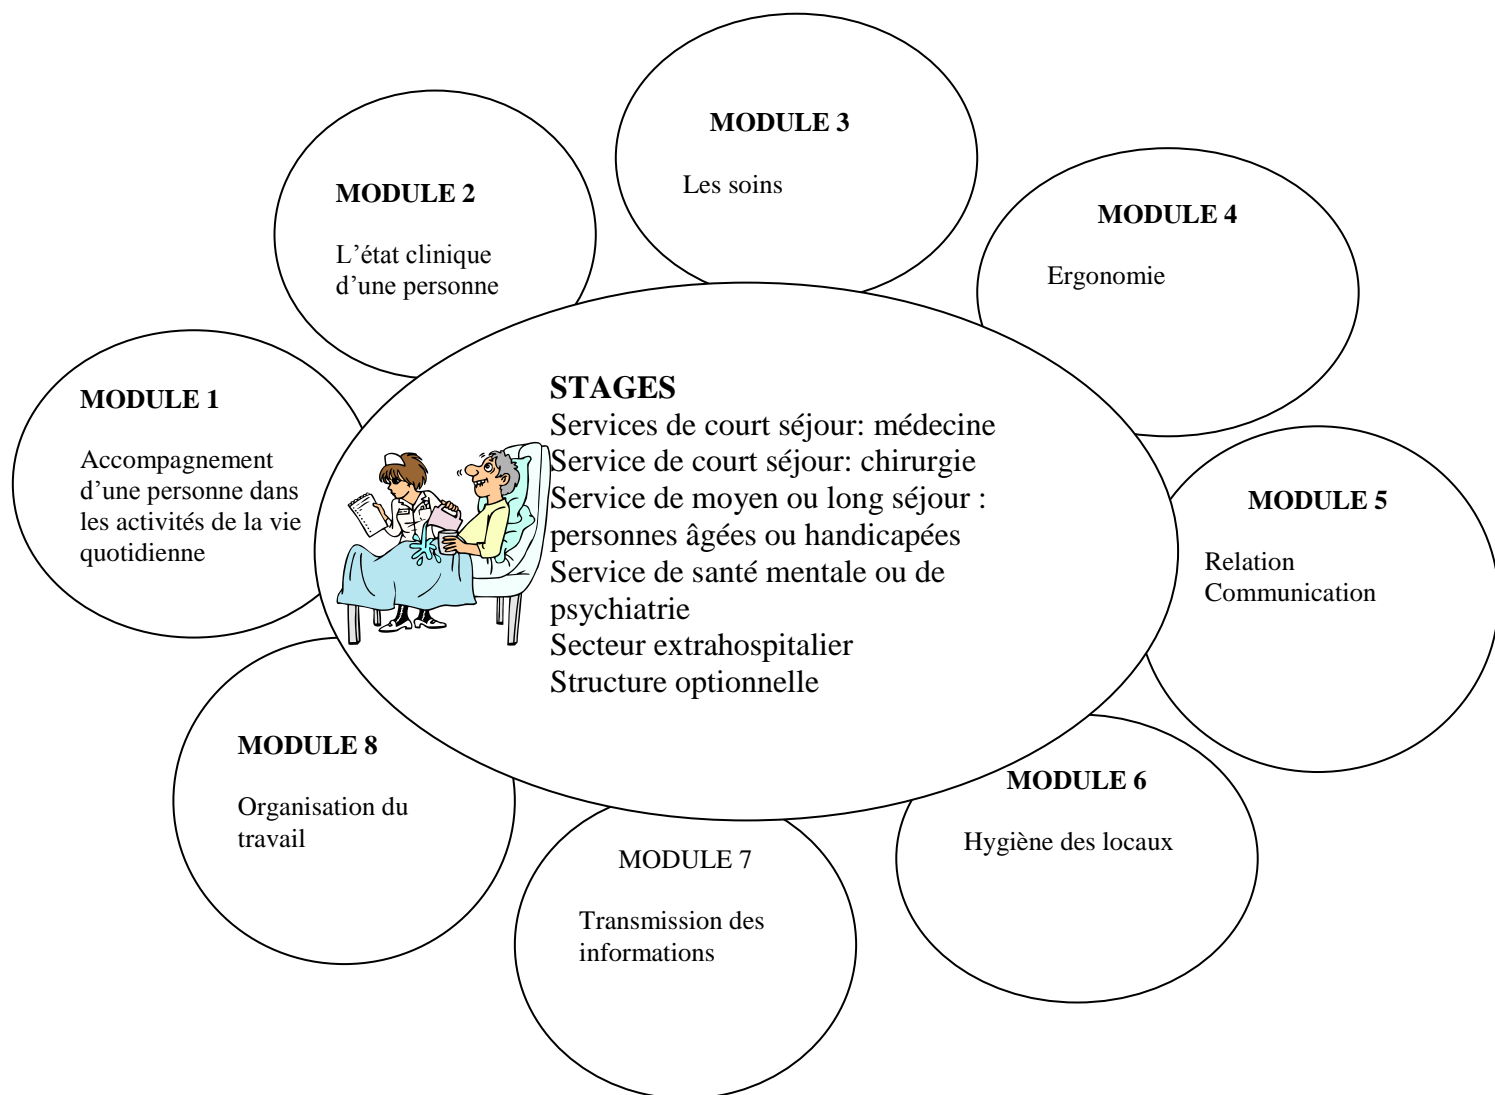 MODULE 3
Les soins
MODULE 2
L’état clinique
d’une personne
MODULE 4
Ergonomie
MODULE 1
Accompagnement
d’une personne dans
les activités de la vie
quotidienne
STAGES
Services de court séjour: médecine
Service de court séjour: chirurgie
Service de moyen ou long séjour :
personnes âgées ou handicapées
Service de santé mentale ou de
psychiatrie
Secteur extrahospitalier
Structure optionnelle
MODULE 5
Relation
Communication
MODULE 8
Organisation du
travail
MODULE 7
Transmission des
informations
MODULE 6
Hygiène des locaux